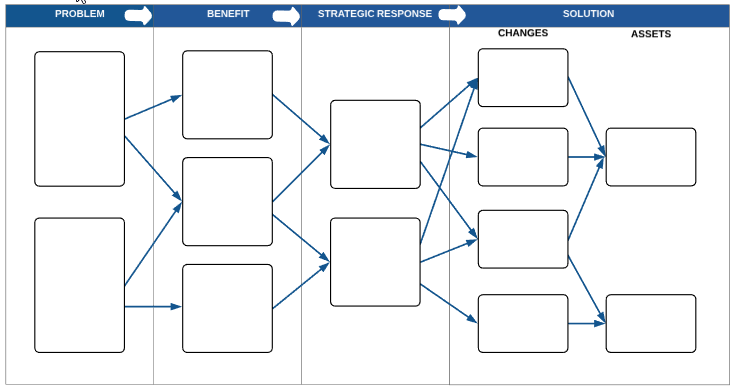 PROBLEM BENEFIT STRATEGIC RESPONSE SOLUTION
CHANGES ASSETS